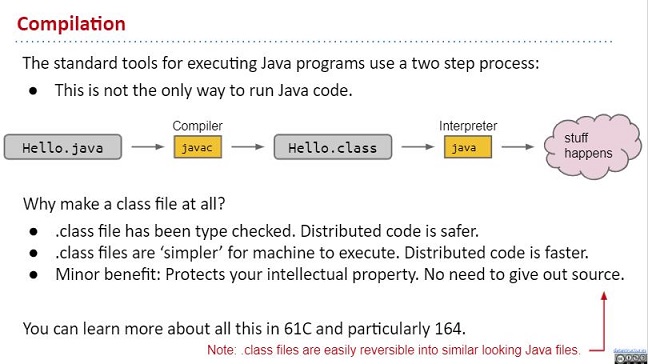 Compilation
The standard tools for executing Java programs use a two step process:
● This is not the only way to run Java code.
Compiler
Interpreter
Hello.java
javac
Hello.class
java
stuff
happens
Why make a class file at all?
● .class file has been type checked. Distributed code is safer.
● .class files are ‘simpler’ for machine to execute. Distributed code is faster.
● Minor benefit: Protects your intellectual property. No need to give out source.
You can learn more about all this in 61C and particularly 164.
Note: .class files are easily reversible into similar looking Java files.